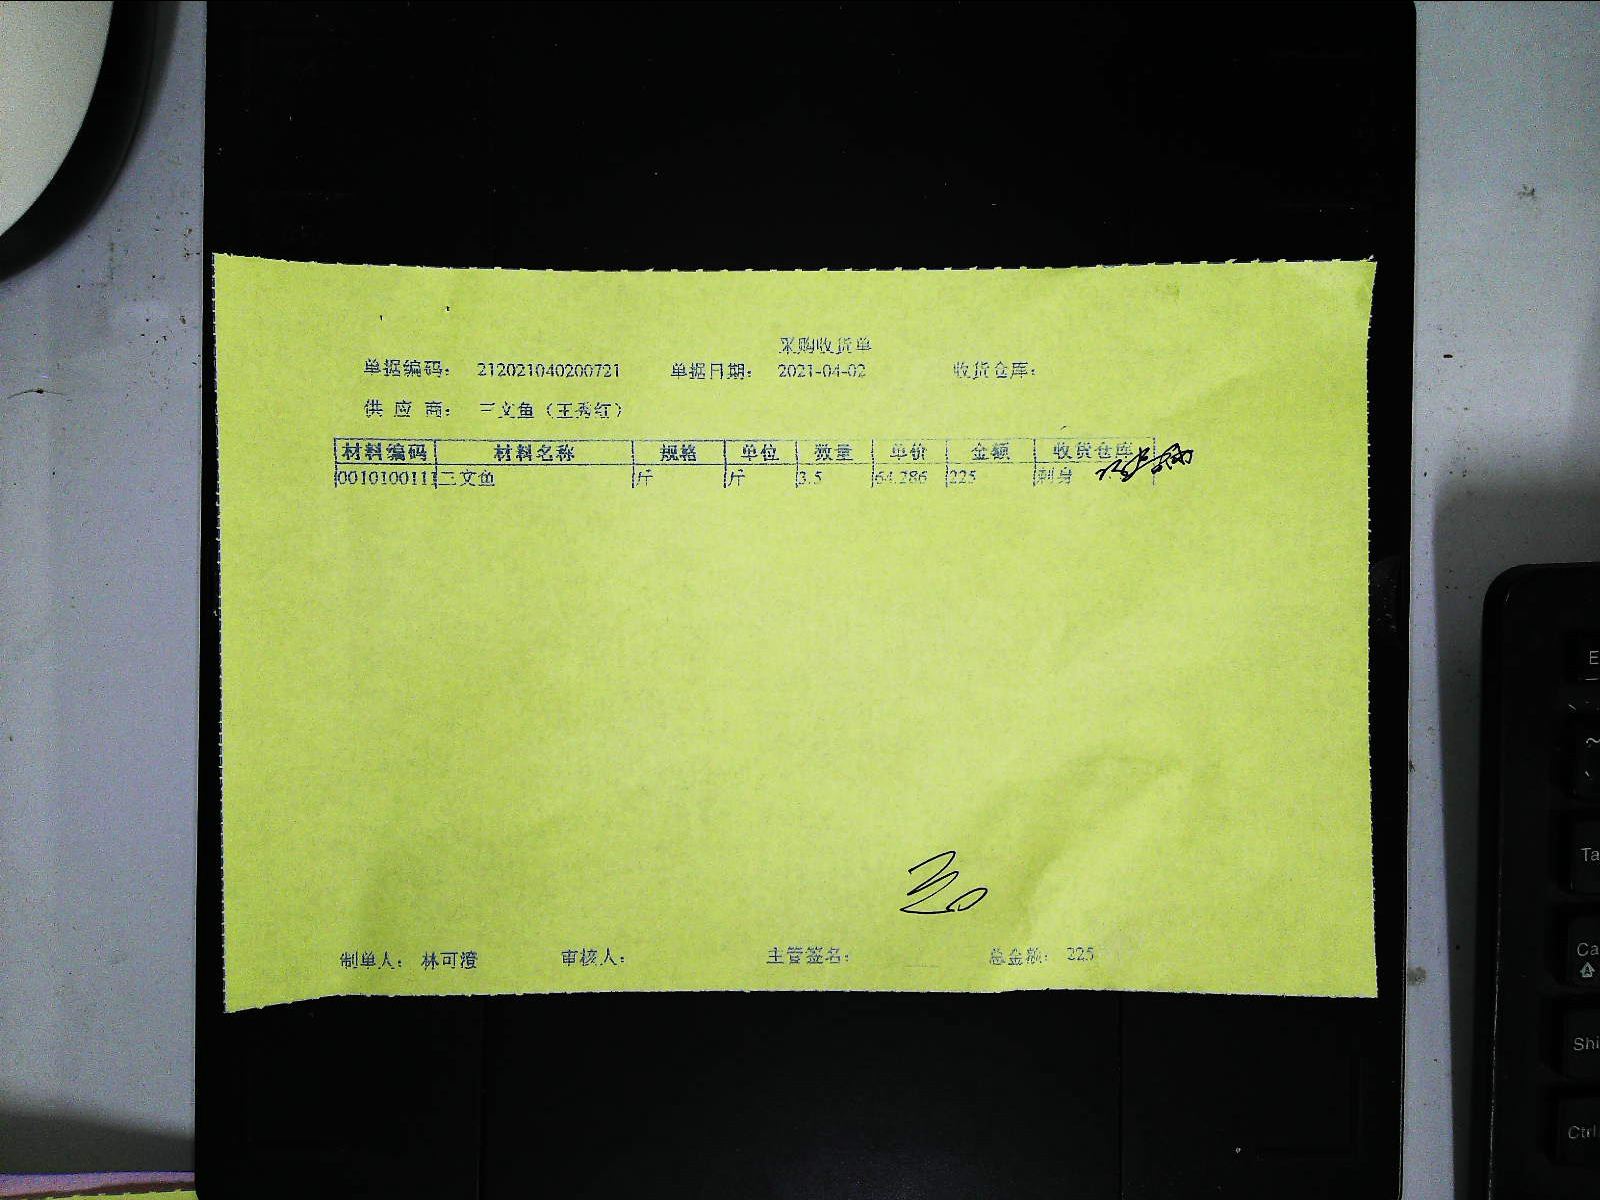 采购收货单
单据编码： 212021040200721 单据日期： 2021-04-02 收货仓库：
供 应 商： 三文鱼（王秀红）
材料编码 材料名称 规格 单位 数量 单价 金额 收货仓库
0010100111 三文鱼 斤 斤 3.5 64.286 225 刺身
制单人： 林可澄 审核人： 主管签名： 总金额： 225
Ctrl